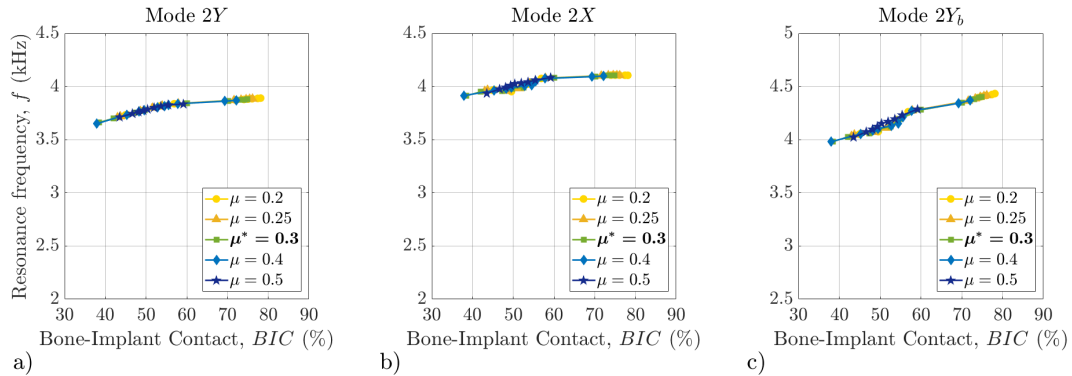 Mode 2Y
Mode 2X
Mode 2Y_b
Resonance frequency, f (kHz)
4.5
4
3.5
3
2.5
2
30 40 50 60 70 80 90
Bone-Implant Contact, BIC (%)
μ = 0.2
μ = 0.25
μ* = 0.3
μ = 0.4
μ = 0.5
a)
4.5
4
3.5
3
2.5
2
30 40 50 60 70 80 90
Bone-Implant Contact, BIC (%)
μ = 0.2
μ = 0.25
μ* = 0.3
μ = 0.4
μ = 0.5
b)
5
4.5
4
3.5
3
2.5
30 40 50 60 70 80 90
Bone-Implant Contact, BIC (%)
μ = 0.2
μ = 0.25
μ* = 0.3
μ = 0.4
μ = 0.5
c)